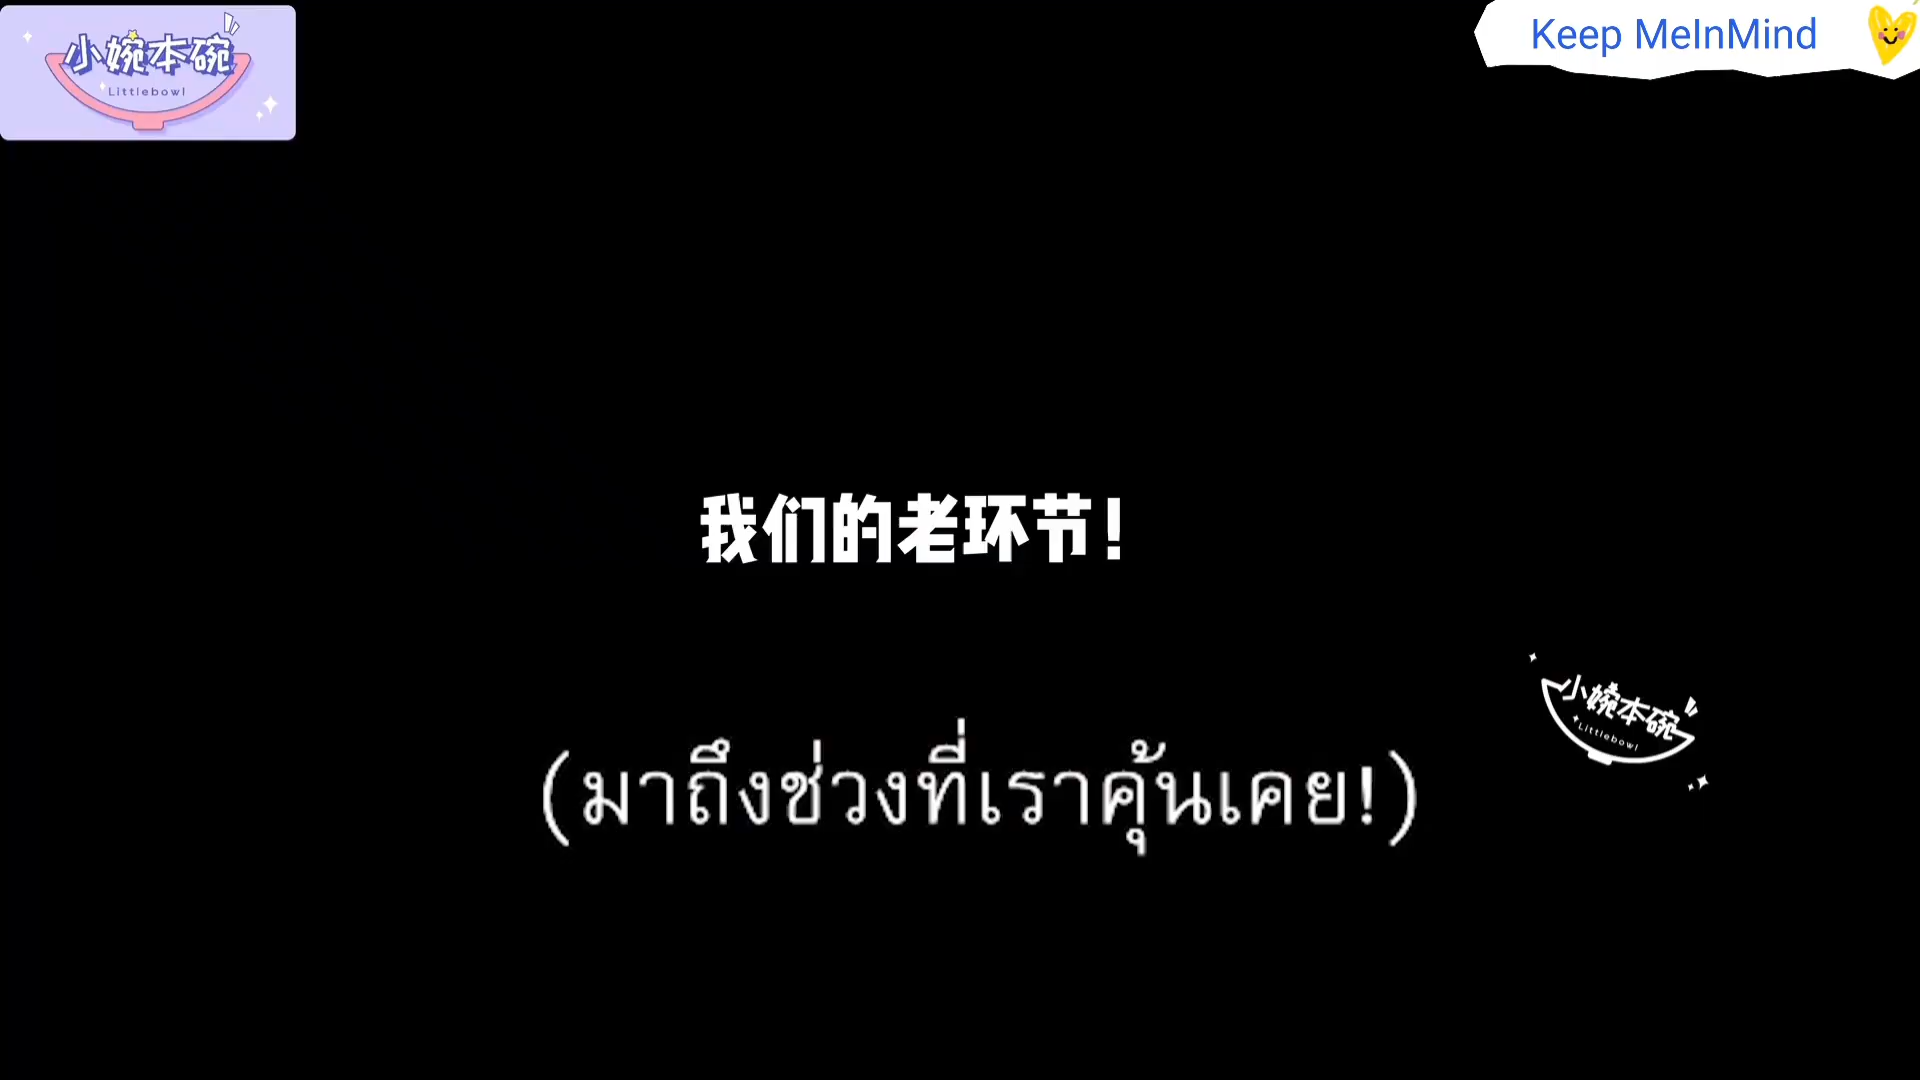 小婉本碗
Littlebowl
Keep MeInMind
我们的老环节!
小婉本碗
Littlebowl
(มาถึงช่วงที่เราคุ้นเคย!)